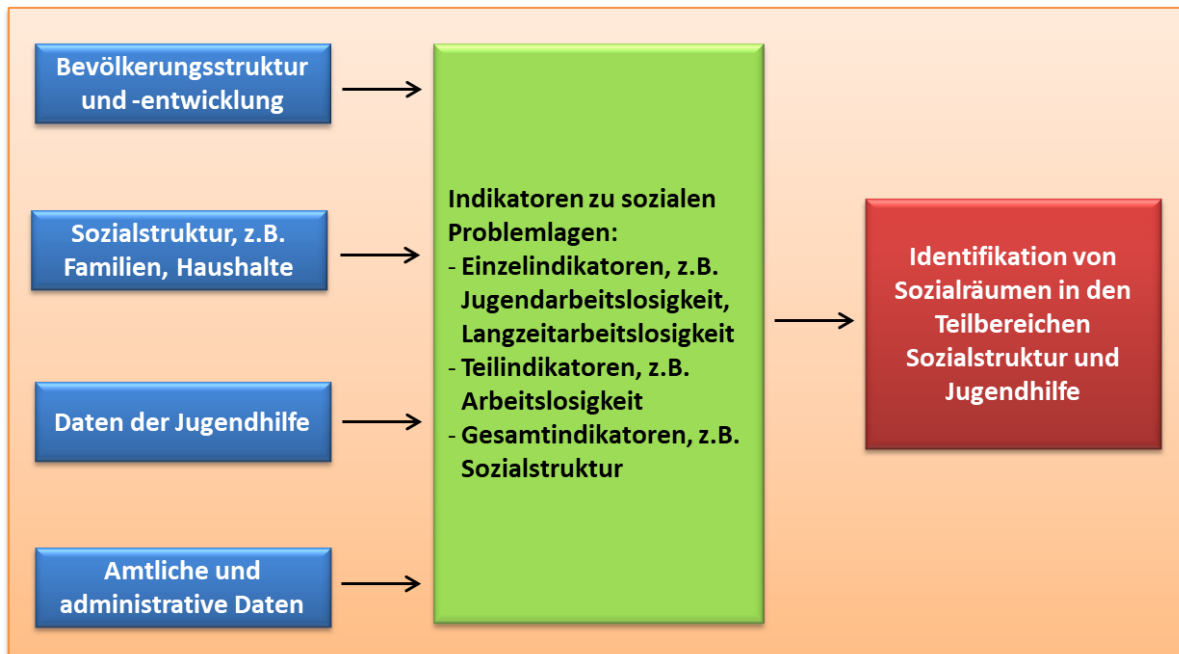 Bevölkerungsstruktur
und -entwicklung
Sozialstruktur, z.B.
Familien, Haushalte
Daten der Jugendhilfe
Amtliche und
administrative Daten
Indikatoren zu sozialen
Problemlagen:
- Einzelindikatoren, z.B.
Jugendarbeitslosigkeit,
Langzeitarbeitslosigkeit
- Teilindikatoren, z.B.
Arbeitslosigkeit
- Gesamtindikatoren, z.B.
Sozialstruktur
Identifikation von
Sozialräumen in den
Teilbereichen
Sozialstruktur und
Jugendhilfe